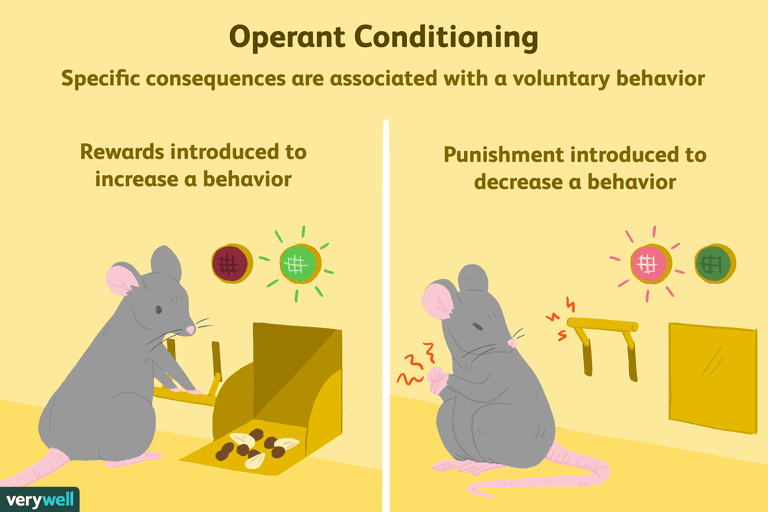 Operant Conditioning
Specific consequences are associated with a voluntary behavior
Rewards introduced to
increase a behavior
Punishment introduced to
decrease a behavior
verywell